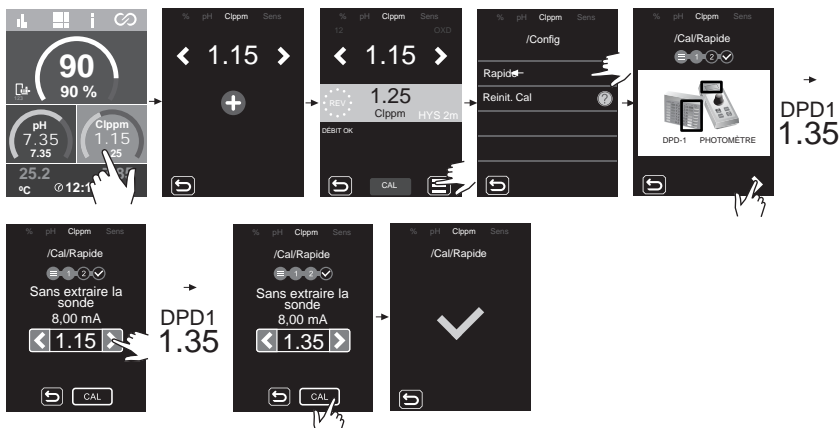 90
90 %
pH
7.35
7.35
Clppm
1.15
25
25.2
ºC
12:1
% pH Clppm Sens
1.15
% pH Clppm Sens
12 OXD
1.15
REV
1.25
Clppm
HYS 2m
DÉBIT OK
CAL
% pH Clppm Sens
/Config
Rapide
Reinit. Cal ?
% pH Clppm Sens
/Cal/Rapide
1 2
DPD-1 PHOTOMÈTRE
DPD1
1.35
% pH Clppm Sens
/Cal/Rapide
1 2
Sans extraire la
sonde
8,00 mA
1.15
CAL
DPD1
1.35
% pH Clppm Sens
/Cal/Rapide
1 2
Sans extraire la
sonde
8,00 mA
1.35
CAL
% pH Clppm Sens
/Cal/Rapide